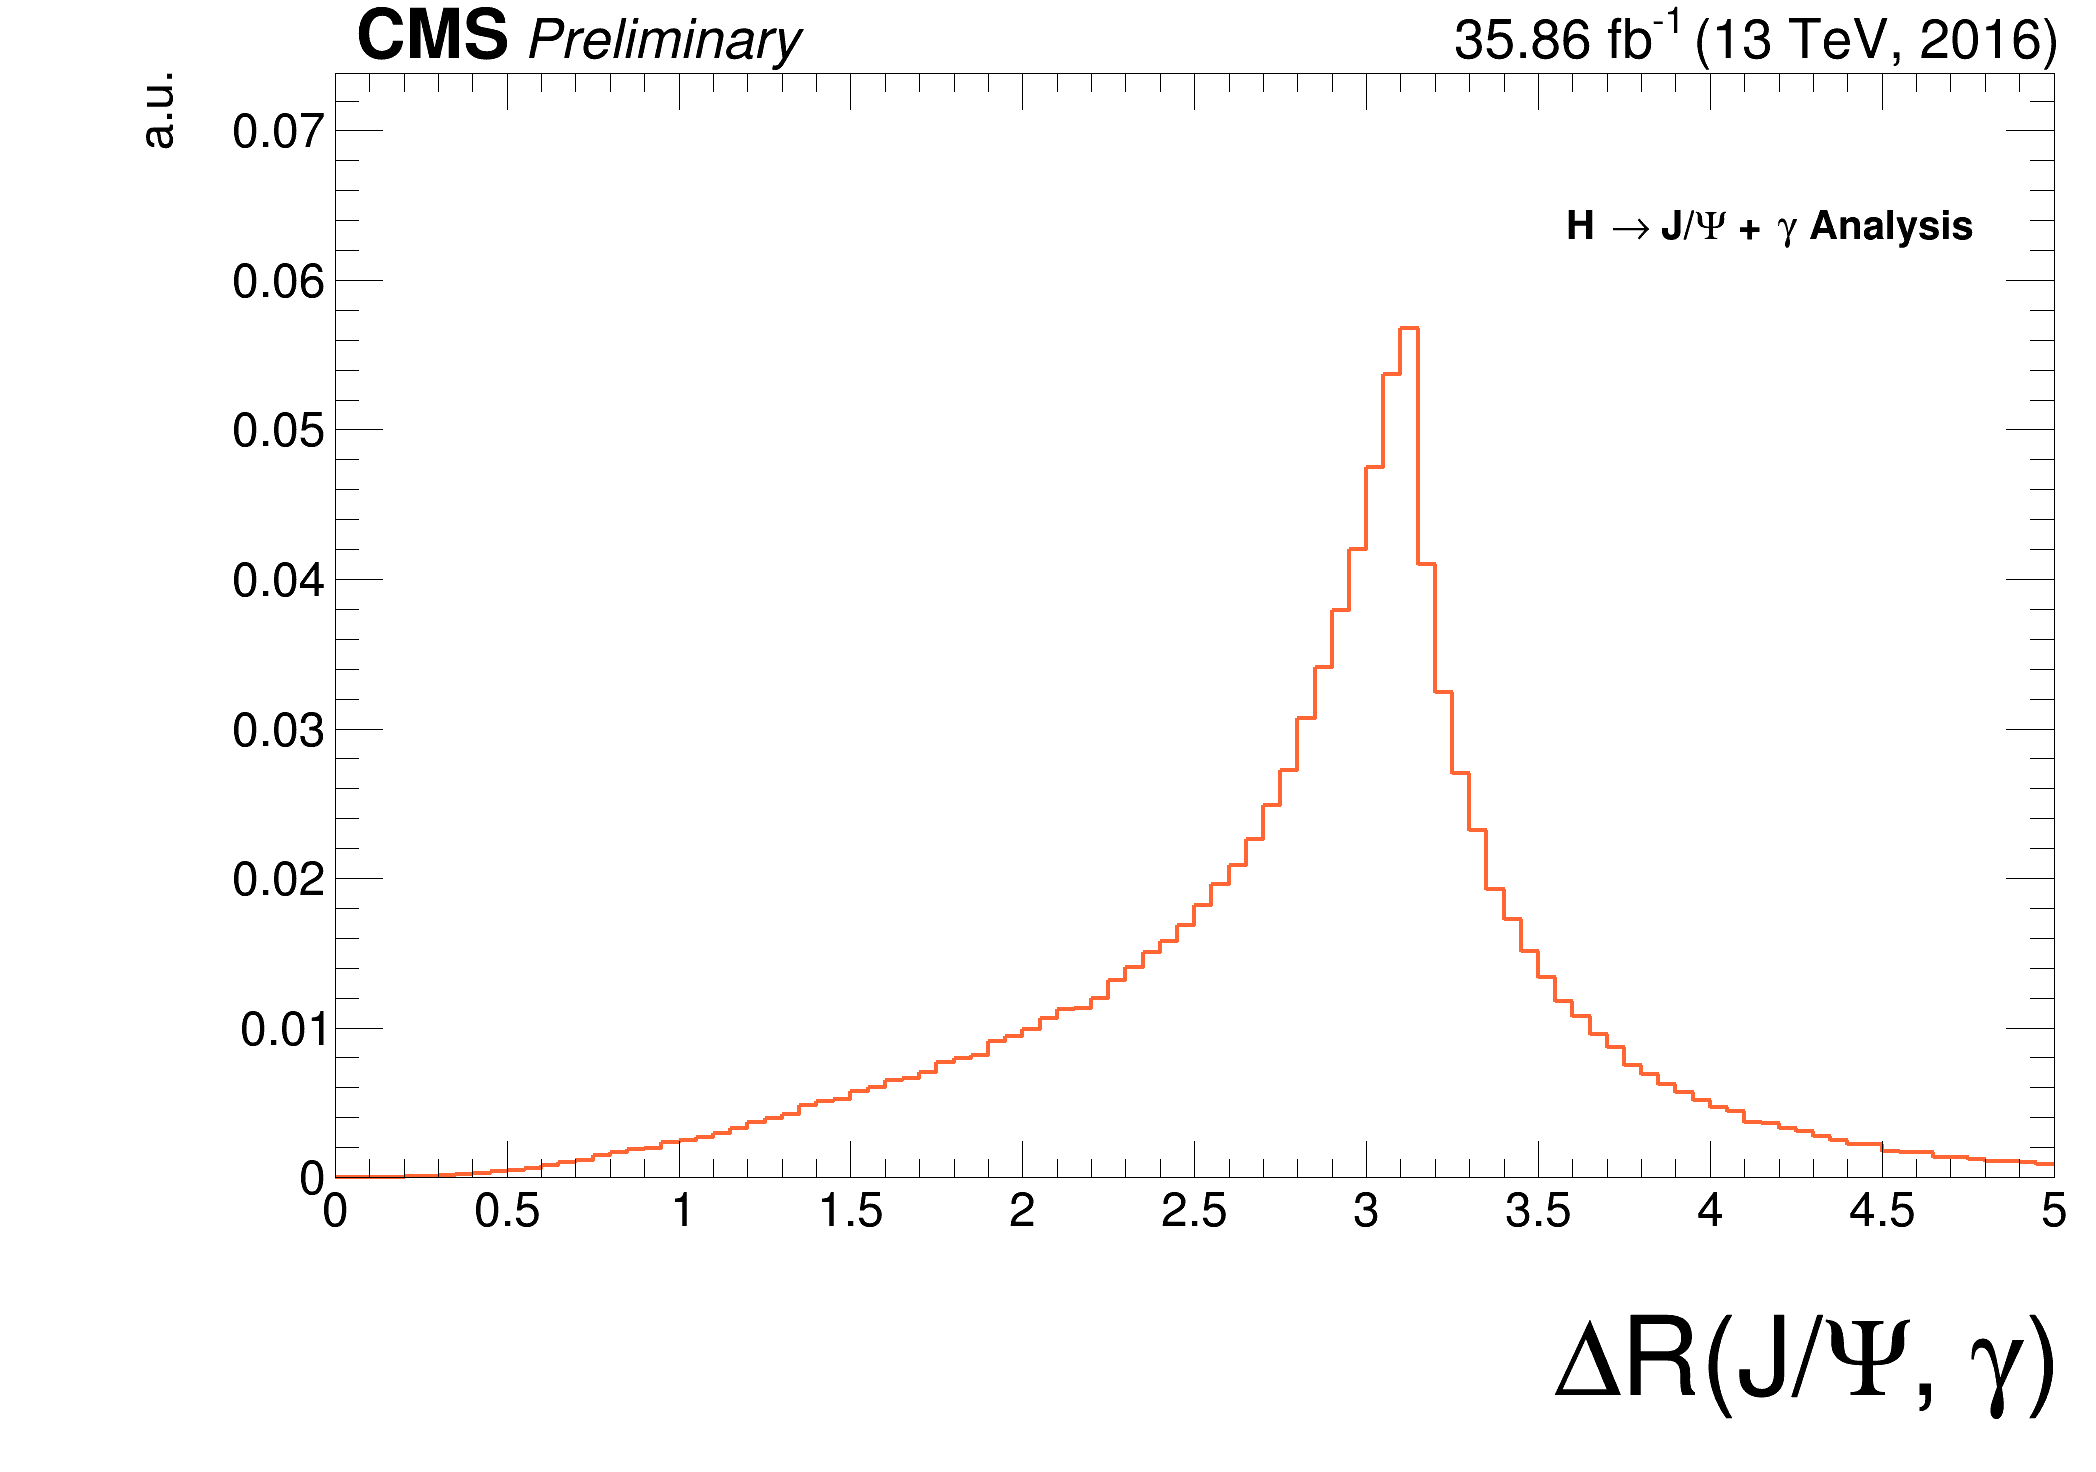 CMS Preliminary
35.86 fb-1 (13 TeV, 2016)
a.u.
H → J/Ψ + γ Analysis
0.07
0.06
0.05
0.04
0.03
0.02
0.01
0
0 0.5 1 1.5 2 2.5 3 3.5 4 4.5 5
ΔR(J/Ψ, γ)